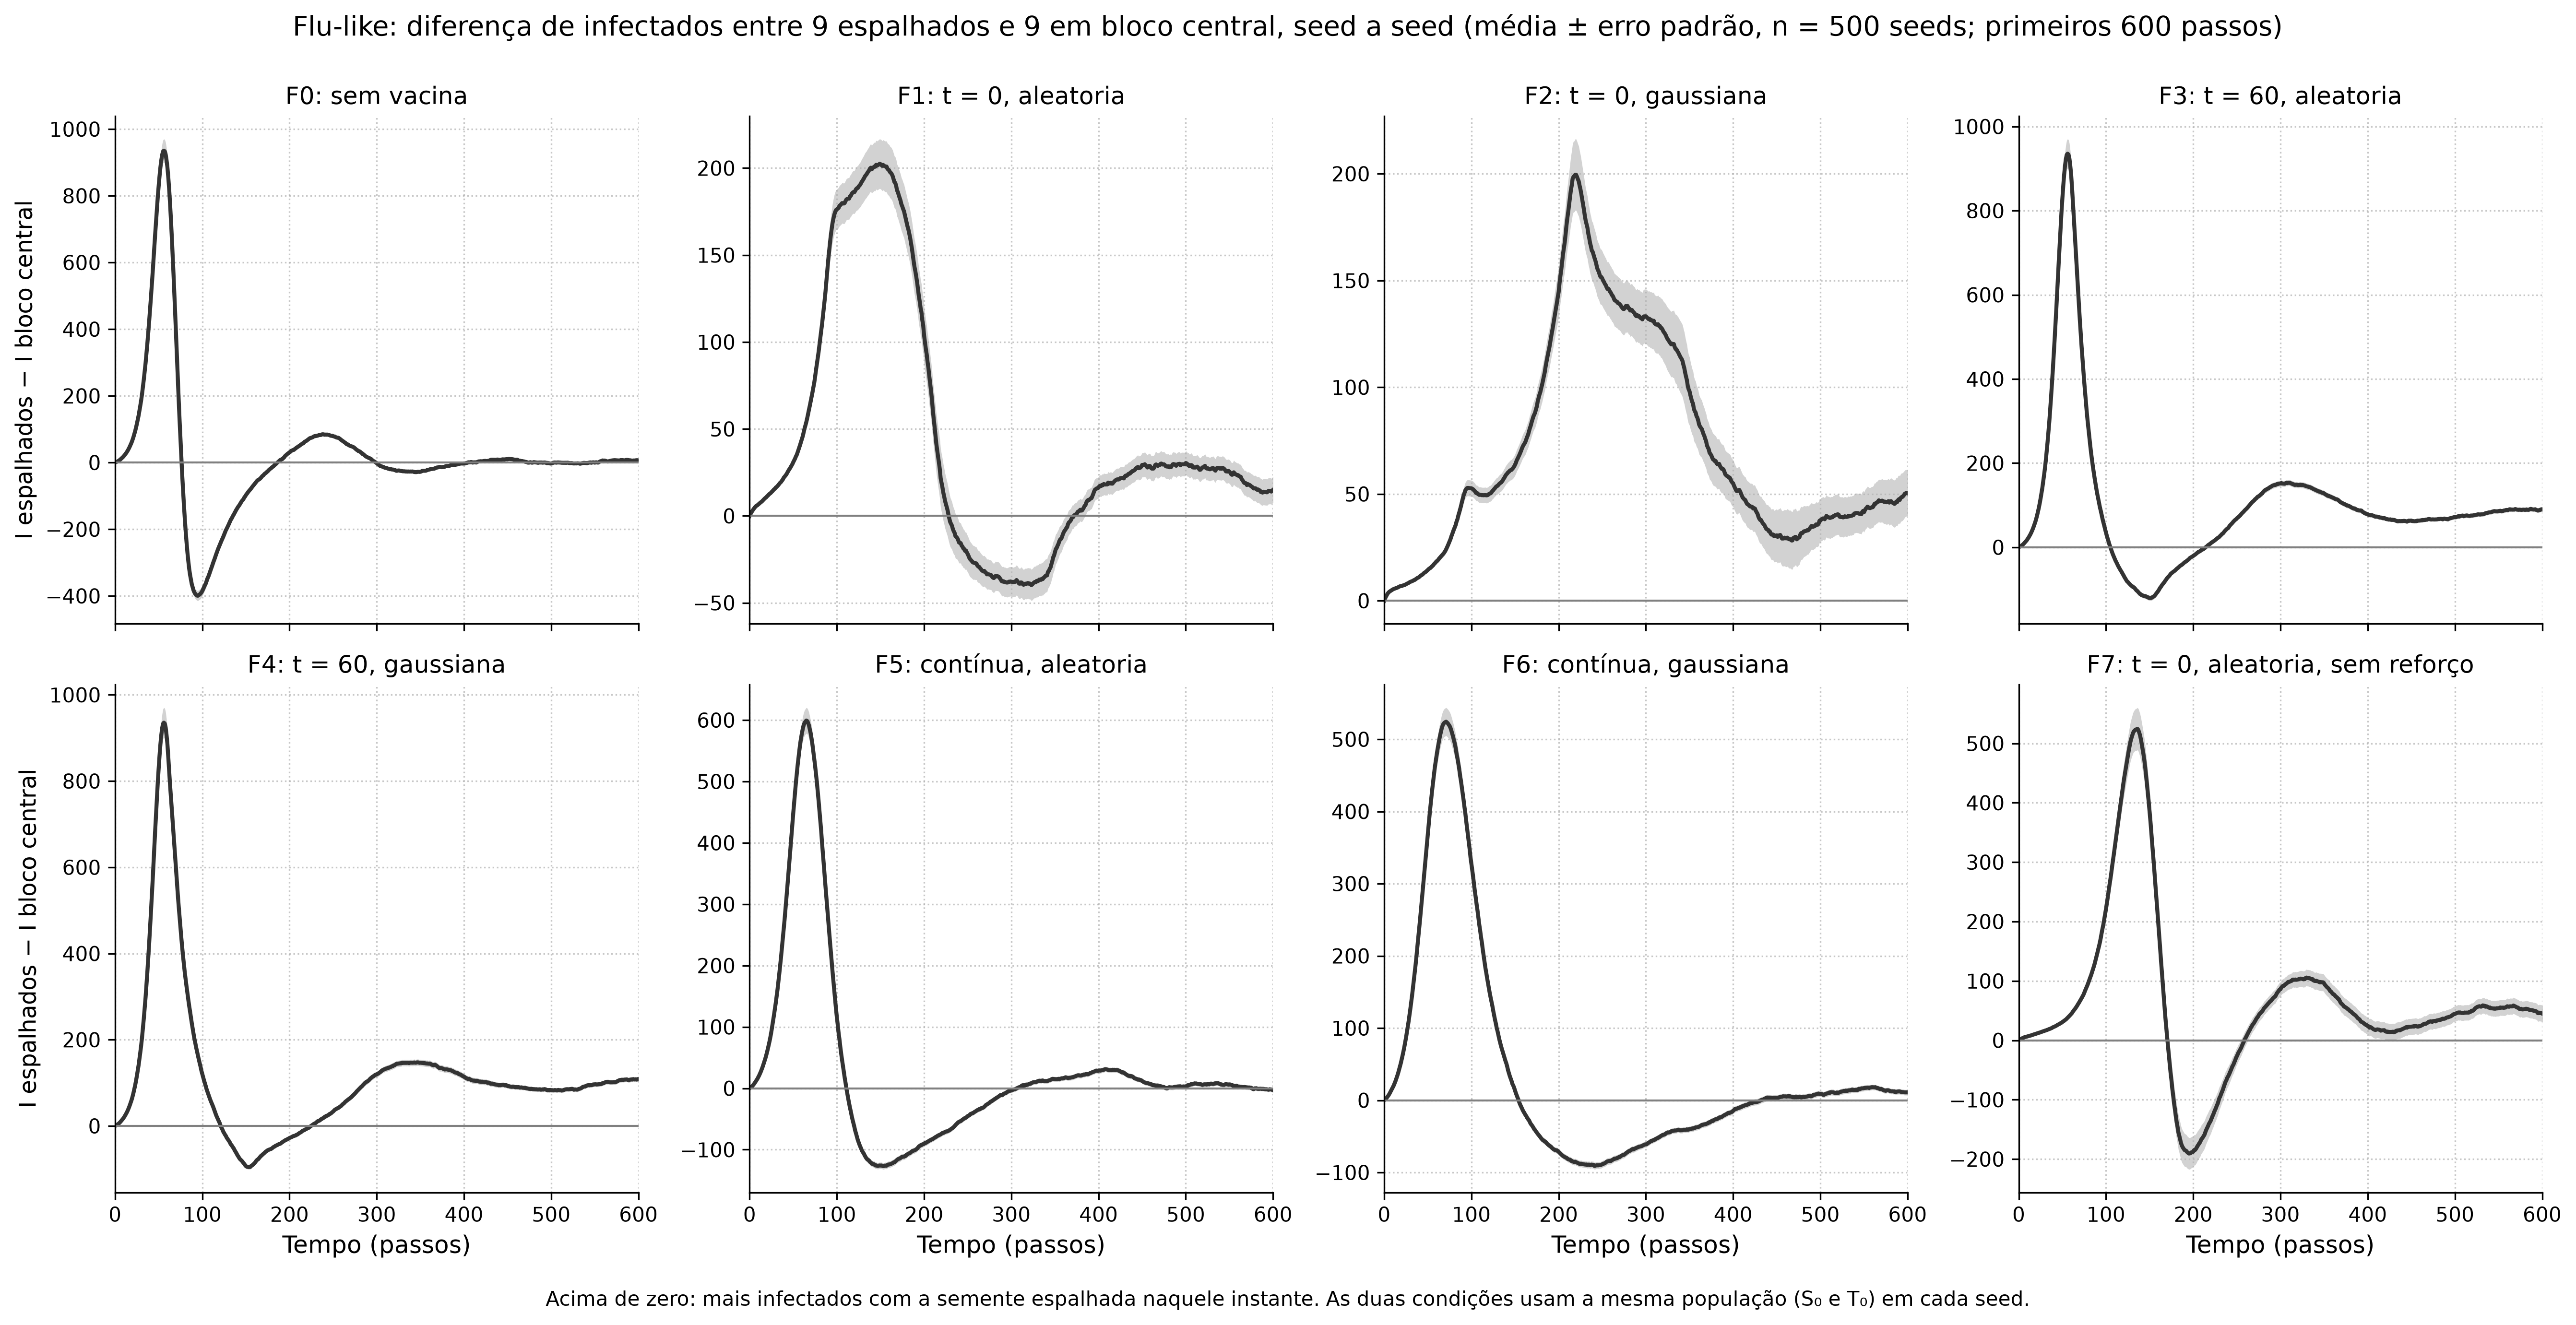 Flu-like: diferença de infectados entre 9 espalhados e 9 em bloco central, seed a seed (média ± erro padrão, n = 500 seeds; primeiros 600 passos)
F0: sem vacina
1000
800
600
400
200
0
−200
−400
I espalhados − I bloco central
F1: t = 0, aleatoria
200
150
100
50
0
−50
F2: t = 0, gaussiana
200
150
100
50
0
F3: t = 60, aleatoria
1000
800
600
400
200
0
F4: t = 60, gaussiana
1000
800
600
400
200
0
I espalhados − I bloco central
0 100 200 300 400 500 600
Tempo (passos)
F5: contínua, aleatoria
600
500
400
300
200
100
0
−100
0 100 200 300 400 500 600
Tempo (passos)
F6: contínua, gaussiana
500
400
300
200
100
0
−100
0 100 200 300 400 500 600
Tempo (passos)
F7: t = 0, aleatoria, sem reforço
500
400
300
200
100
0
−100
−200
0 100 200 300 400 500 600
Tempo (passos)
Acima de zero: mais infectados com a semente espalhada naquele instante. As duas condições usam a mesma população (S₀ e T₀) em cada seed.